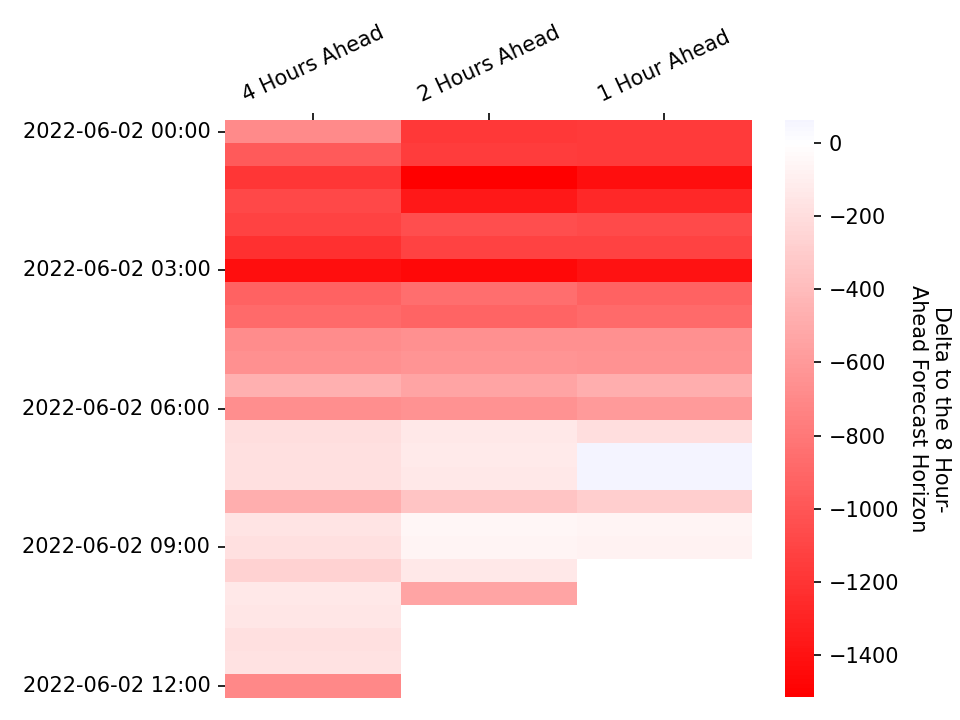 4 Hours Ahead
2 Hours Ahead
1 Hour Ahead
2022-06-02 00:00
2022-06-02 03:00
2022-06-02 06:00
2022-06-02 09:00
2022-06-02 12:00
0
−200
−400
−600
−800
−1000
−1200
−1400
Delta to the 8 Hour-
Ahead Forecast Horizon